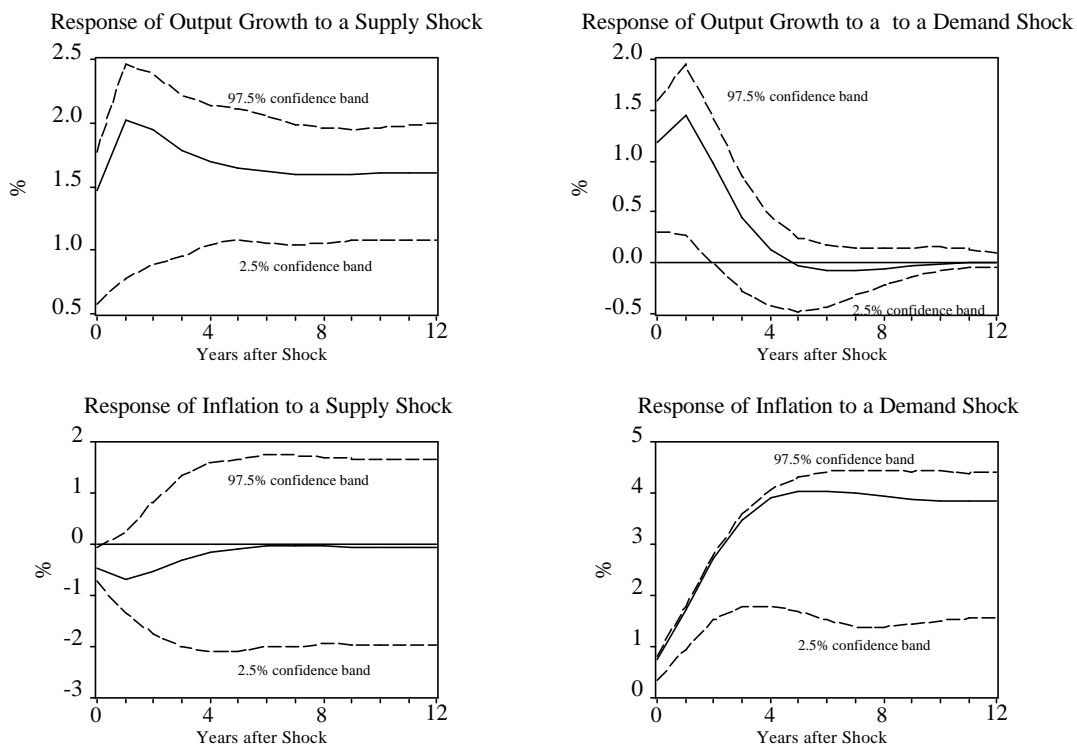 Response of Output Growth to a Supply Shock
2.5
2.0
1.5
1.0
0.5
%
97.5% confidence band
2.5% confidence band
0 4 8 12
Years after Shock
Response of Output Growth to a to a Demand Shock
2.0
1.5
1.0
0.5
0.0
-0.5
%
97.5% confidence band
2.5% confidence band
0 4 8 12
Years after Shock
Response of Inflation to a Supply Shock
2
1
0
-1
-2
-3
%
97.5% confidence band
2.5% confidence band
0 4 8 12
Years after Shock
Response of Inflation to a Demand Shock
5
4
3
2
1
0
%
97.5% confidence band
2.5% confidence band
0 4 8 12
Years after Shock